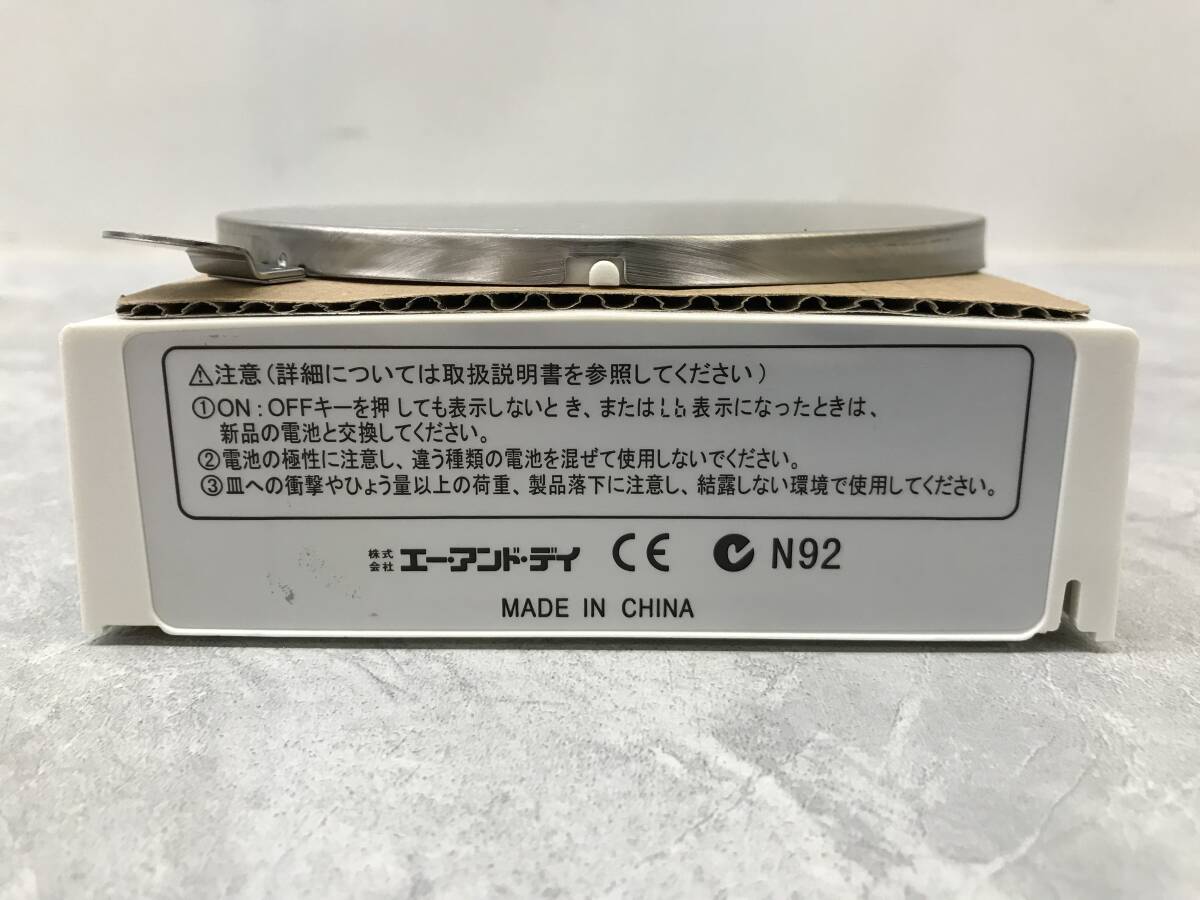 ⚠注意(詳細については取扱説明書を参照してください)
①ON:OFFキーを押しても表示しないとき、またはLb表示になったときは、
新品の電池と交換してください。
②電池の極性に注意し、違う種類の電池を混ぜて使用しないでください。
③皿への衝撃やひょう量以上の荷重、製品落下に注意し、結露しない環境で使用してください。
株式会社 エー・アンド・デイ CE N92
MADE IN CHINA